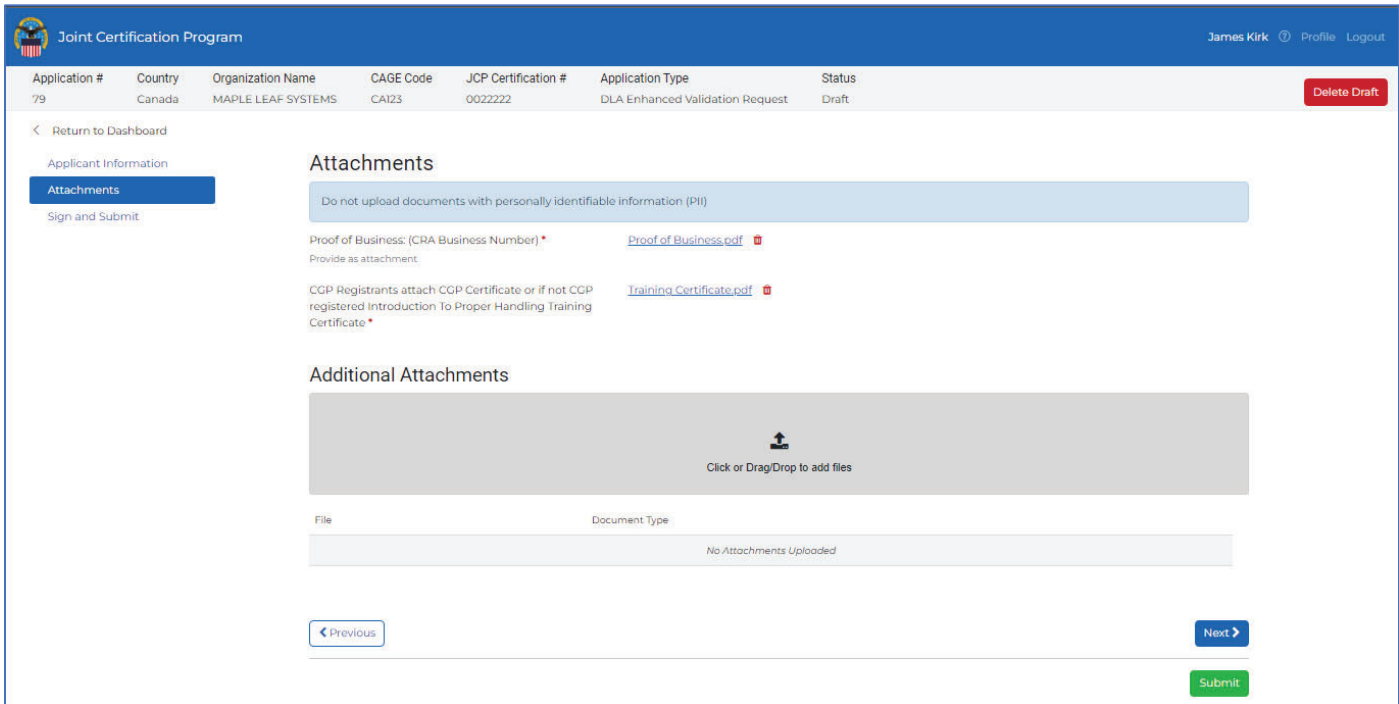 Joint Certification Program
James Kirk Profile Logout
Application # Country Organization Name CAGE Code JCP Certification # Application Type Status
79 Canada MAPLE LEAF SYSTEMS CA123 0022222 DLA Enhanced Validation Request Draft
Delete Draft
< Return to Dashboard
Applicant Information
Attachments
Sign and Submit
Attachments
Do not upload documents with personally identifiable information (PII)
Proof of Business: (CRA Business Number) * Proof of Business.pdf
Provide as attachment
CGP Registrants attach CGP Certificate or if not CGP Training Certificate.pdf
registered Introduction To Proper Handling Training
Certificate *
Additional Attachments
Click or Drag/Drop to add files
File Document Type
No Attachments Uploaded
Previous Next
Submit